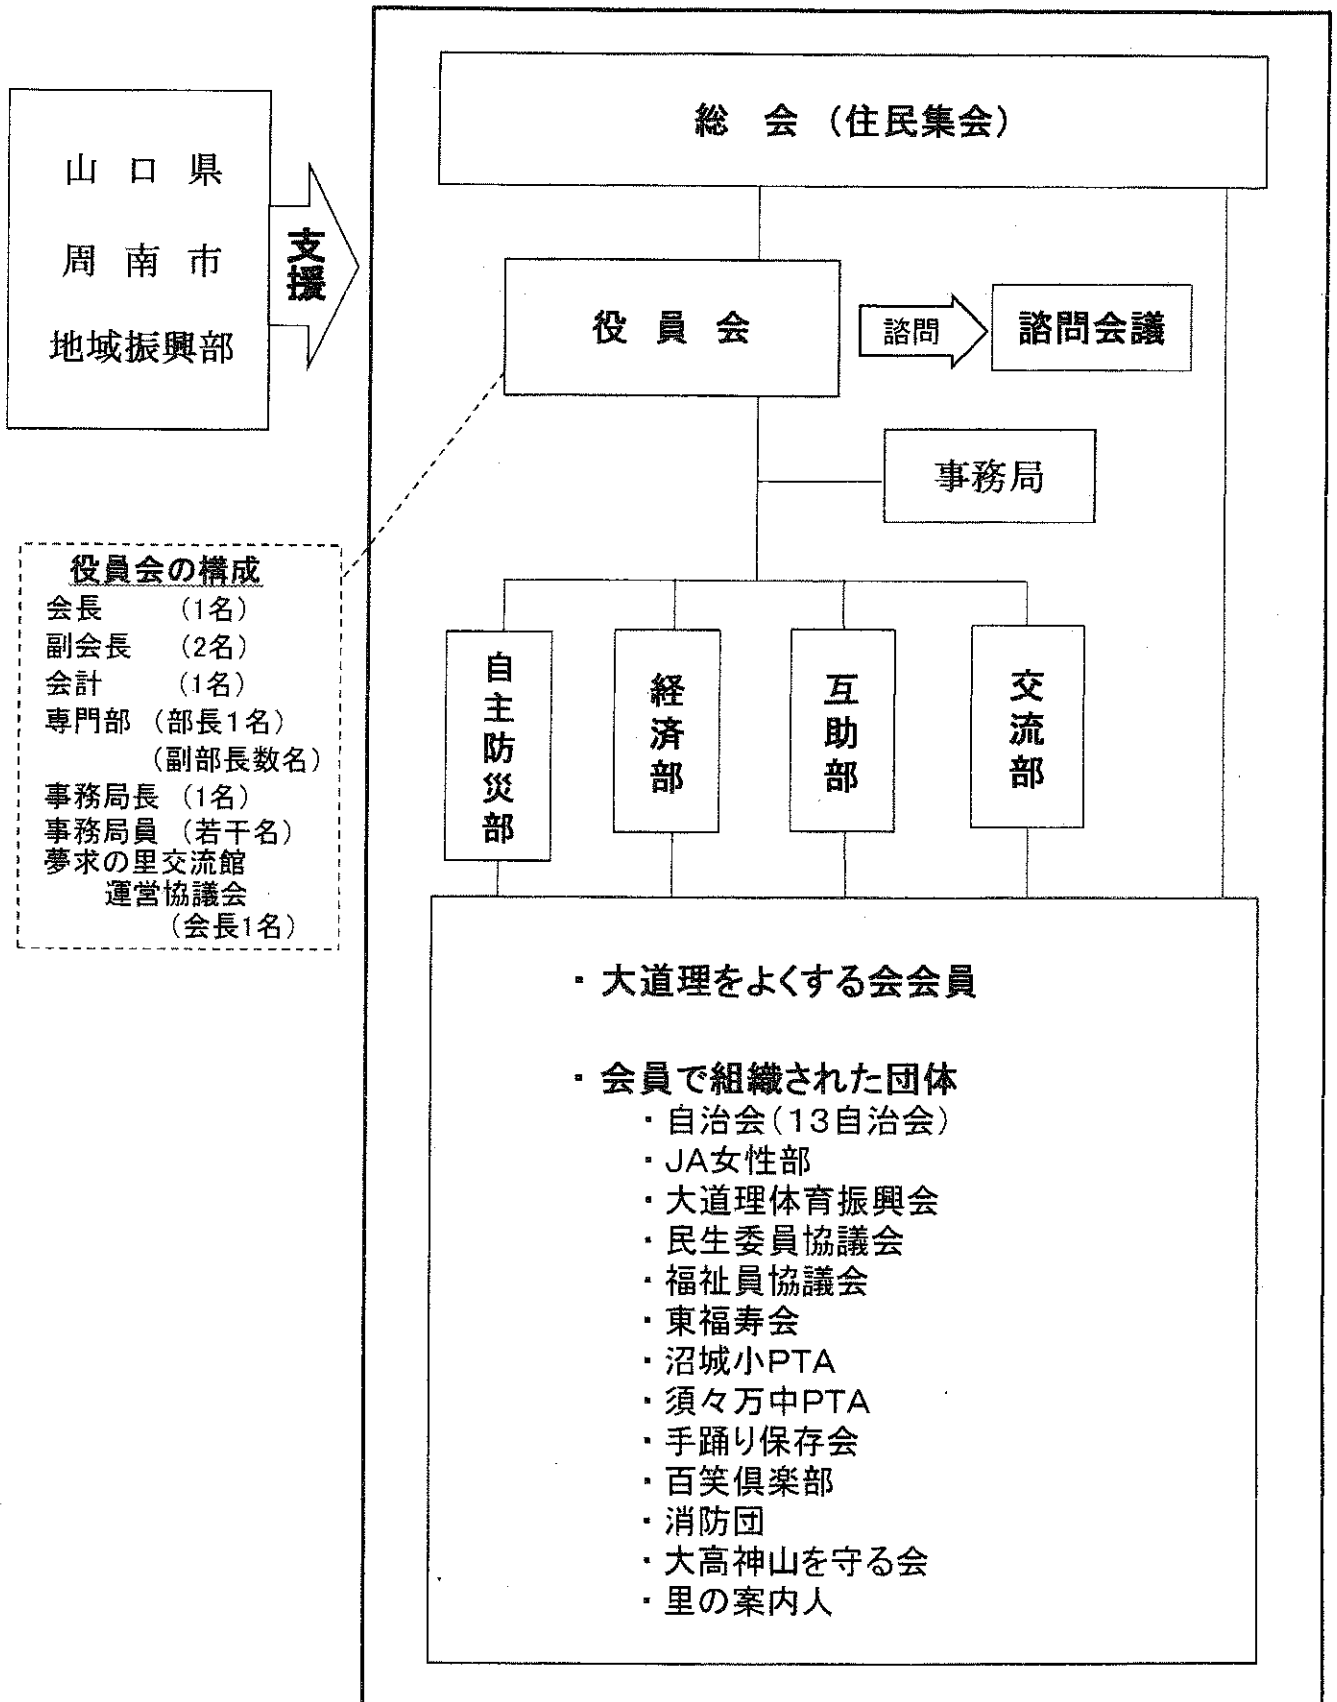 総　会 （住民集会）
山　口　県
周　南　市
地域振興部
支援
役　員　会
諮問
諮問会議
事務局
役員会の構成
会長　　（1名）
副会長　（2名）
会計　　（1名）
専門部　（部長1名）
（副部長数名）
事務局長　（1名）
事務局員　（若干名）
夢求の里交流館
運営協議会
（会長1名）
自主防災部
経済部
互助部
交流部
・大道理をよくする会会員
・会員で組織された団体
・自治会（13自治会）
・JA女性部
・大道理体育振興会
・民生委員協議会
・福祉員協議会
・東福寿会
・沼城小PTA
・須々万中PTA
・手踊り保存会
・百笑倶楽部
・消防団
・大高神山を守る会
・里の案内人